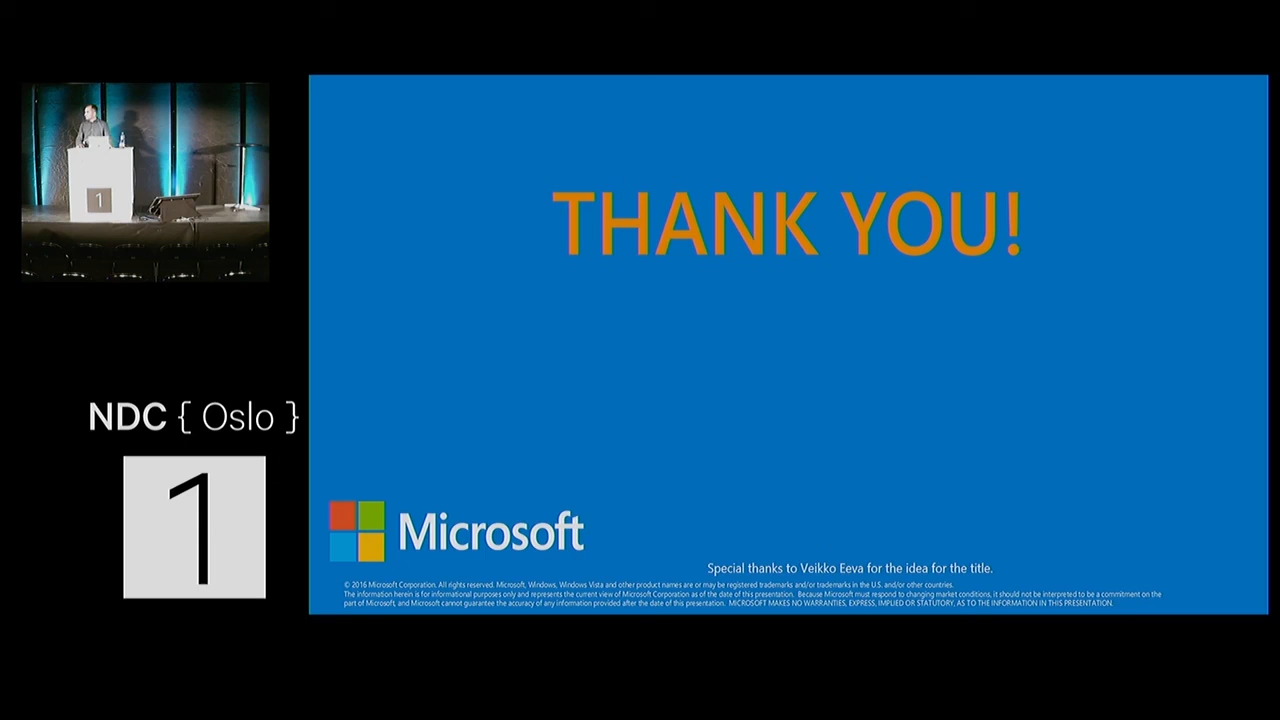 1
NDC { Oslo }
1
THANK YOU!
Microsoft
Special thanks to Veikko Eeva for the idea for the title.
© 2016 Microsoft Corporation. All rights reserved. Microsoft, Windows, Windows Vista and other product names are or may be registered trademarks and/or trademarks in the U.S. and/or other countries.
The information herein is for informational purposes only and represents the current view of Microsoft Corporation as of the date of this presentation. Because Microsoft must respond to changing market conditions, it should not be interpreted to be a commitment on the
part of Microsoft, and Microsoft cannot guarantee the accuracy of any information provided after the date of this presentation. MICROSOFT MAKES NO WARRANTIES, EXPRESS, IMPLIED OR STATUTORY, AS TO THE INFORMATION IN THIS PRESENTATION.